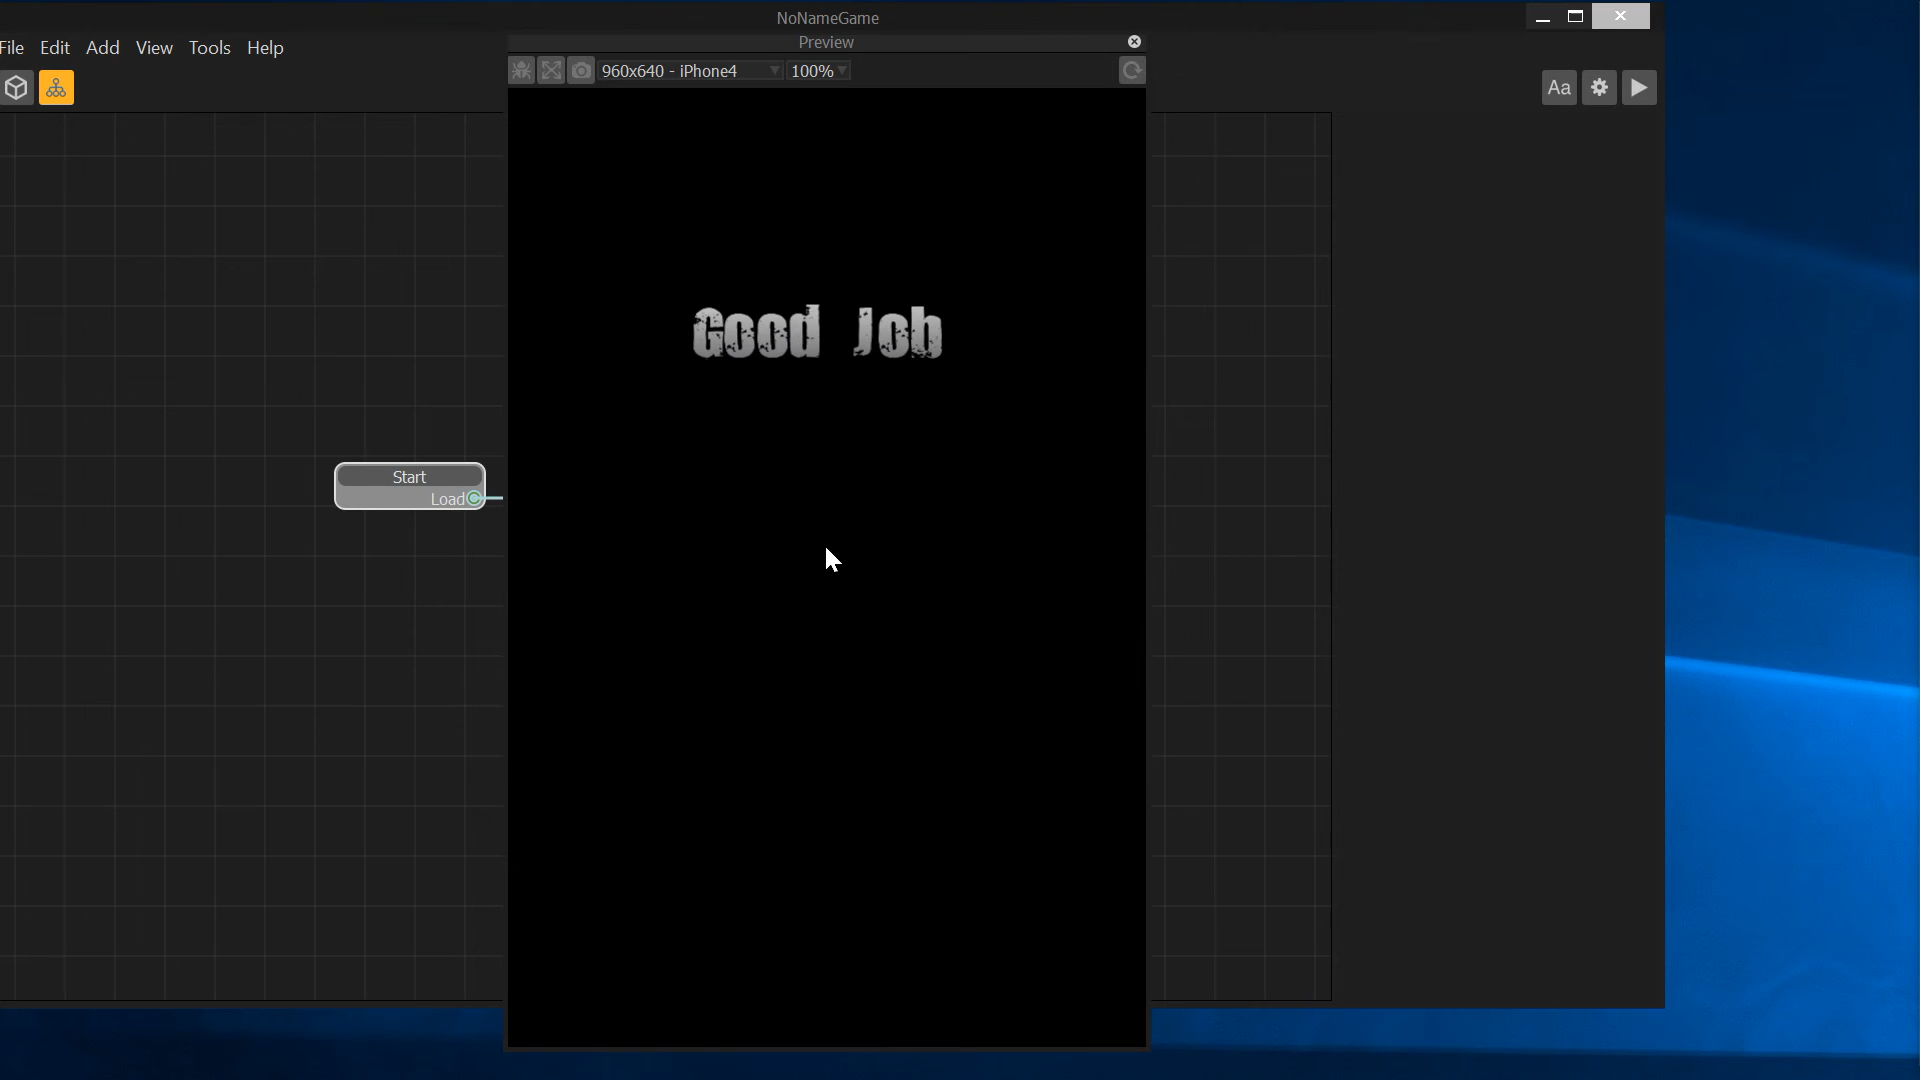 NoNameGame
Preview
File Edit Add View Tools Help
960x640 - iPhone4 100%
Aa
Good Job
Start
Load